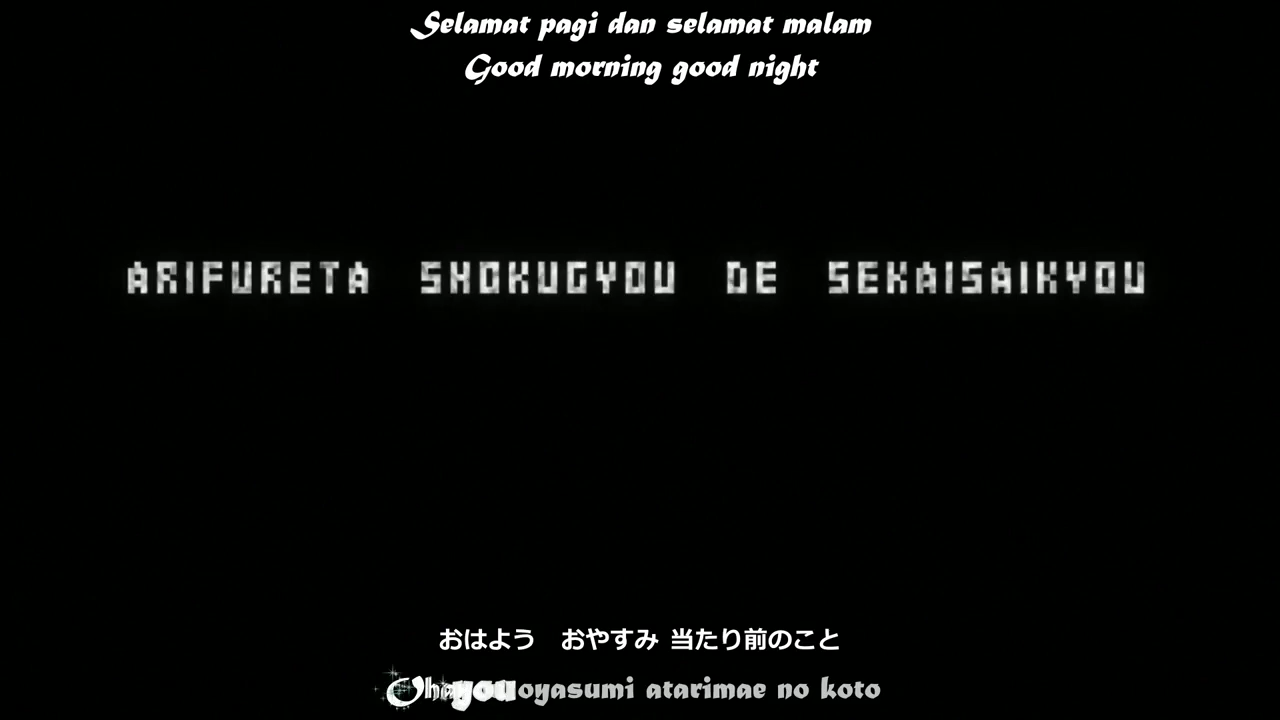 Selamat pagi dan selamat malam
Good morning good night
ARIFURETA SHOKUGYOU DE SEKAISAIKYOU
おはよう　おやすみ 当たり前のこと
Ohayou oyasumi atarimae no koto